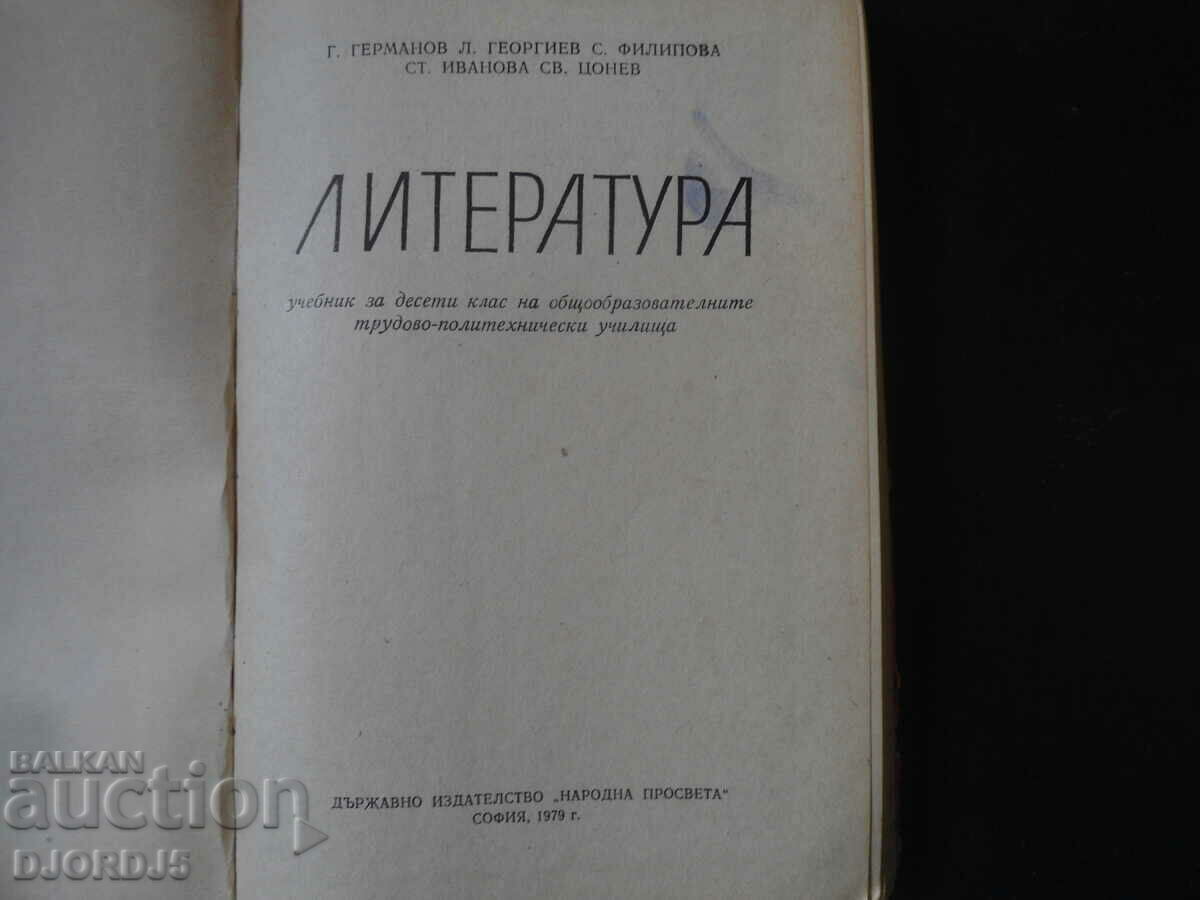 Г. ГЕРМАНОВ Л. ГЕОРГИЕВ С. ФИЛИПОВА
СТ. ИВАНОВА СВ. ЦОНЕВ
ЛИТЕРАТУРА
учебник за десети клас на общообразователните
трудово-политехнически училища
ДЪРЖАВНО ИЗДАТЕЛСТВО „НАРОДНА ПРОСВЕТА“
СОФИЯ, 1979 г.
BALKAN
auction
DJORDJ5